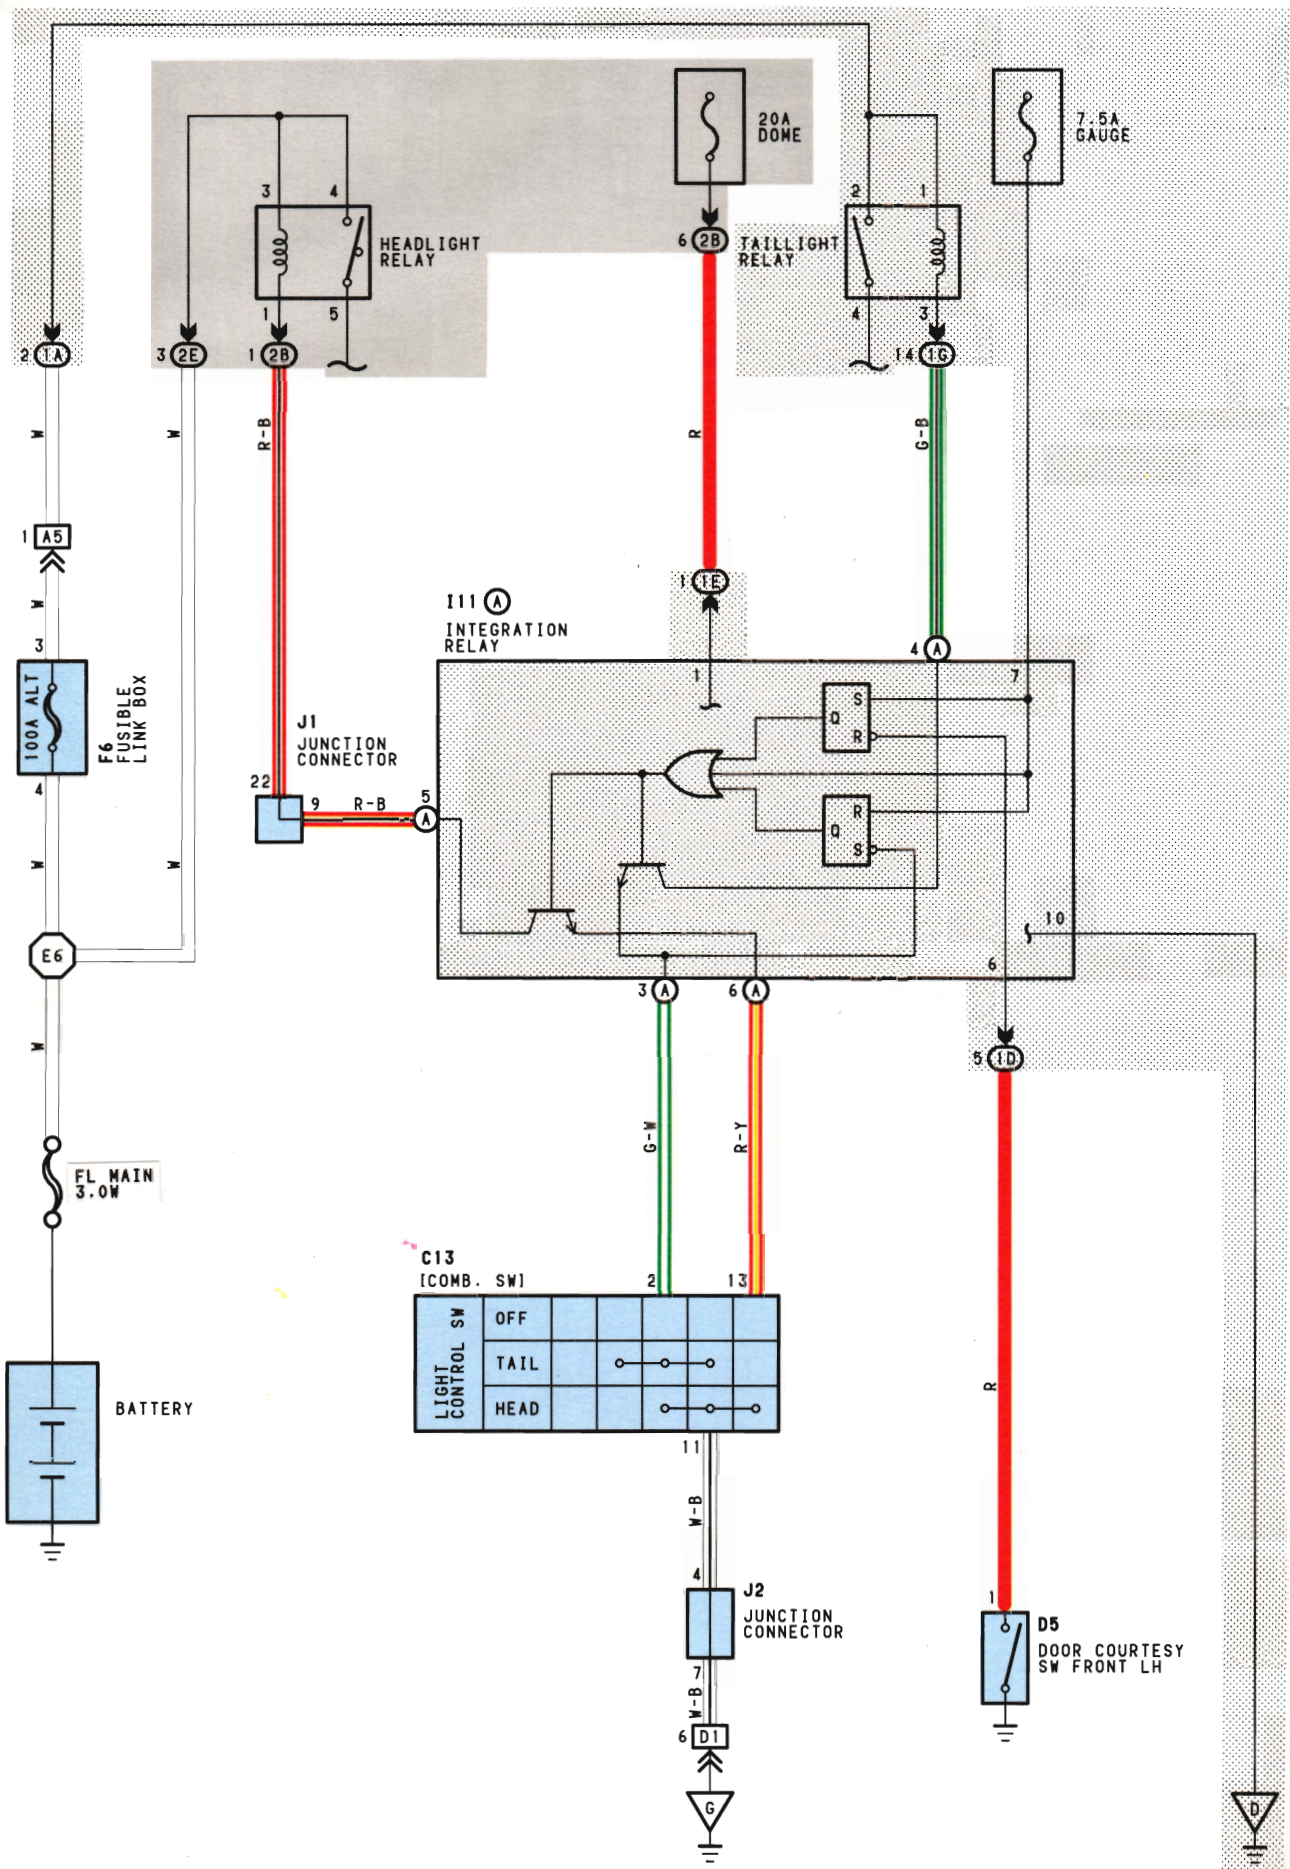 20A
DOME
7.5A
GAUGE
3 4
2 1
HEADLIGHT
RELAY
6 2B
TAILLIGHT
RELAY
1 5
4 3
2 1A
3 2E
1 2B
14 1G
W
W
R-B
R
G-B
1 A5
W
1 1E
I11 A
INTEGRATION
RELAY
3
4 A
1
7
100A ALT
F6
FUSIBLE
LINK BOX
4
J1
JUNCTION
CONNECTOR
22
9 R-B
5
A
S
Q
R
R
Q
S
W
W
10
6
E6
3 A
6 A
W
5 1D
G-W
R-Y
FL MAIN
3.0W
C13
[COMB. SW]
2
13
LIGHT
CONTROL SW
OFF
TAIL
HEAD
BATTERY
R
11
W-B
4
J2
JUNCTION
CONNECTOR
7
W-B
1
D5
DOOR COURTESY
SW FRONT LH
6 D1
G
D